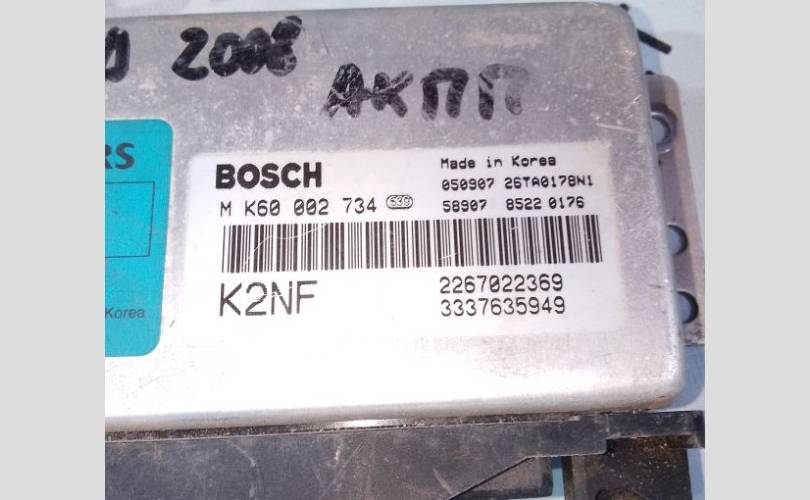 2008
АКПП
RS
Korea
BOSCH
Made in Korea
050907 26TA0178N1
M K60 002 734 539
58907 8522 0176
K2NF
2267022369
3337635949